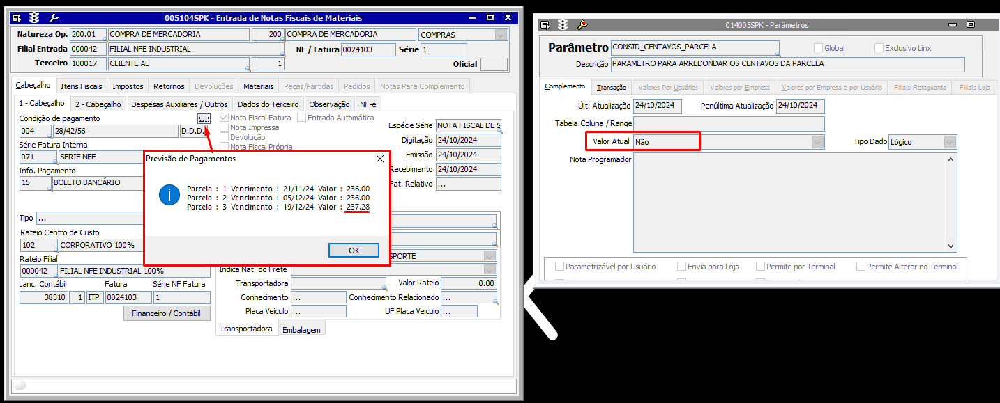 005104SPK - Entrada de Notas Fiscais de Materiais
Natureza Op. 200.01 COMPRA DE MERCADORIA 200 COMPRA DE MERCADORIA COMPRAS
Filial Entrada 000042 FILIAL NFE INDUSTRIAL NF / Fatura 0024103 Série 1
Terceiro 100017 CLIENTE AL 1 Oficial
Cabeçalho Itens Fiscais Impostos Retornos Devoluções Materiais Peças/Partidas Pedidos Notas Para Complemento
1 - Cabeçalho 2 - Cabeçalho Despesas Auxiliares / Outros Dados do Terceiro Observação NF-e
Condição de pagamento ... Nota Fiscal Fatura Entrada Automática
004 28/42/56 D.D.D. Nota Impressa Espécie Série NOTA FISCAL DE S
Devolução Digitação 24/10/2024
Série Fatura Interna Nota Fiscal Própria
071 SERIE NFE Emissão 24/10/2024
Info. Pagamento Recebimento 24/10/2024
15 BOLETO BANCÁRIO Fat. Relativo ...
Previsão de Pagamentos
Parcela : 1 Vencimento : 21/11/24 Valor : 236.00
Parcela : 2 Vencimento : 05/12/24 Valor : 236.00
Parcela : 3 Vencimento : 19/12/24 Valor : 237.28
OK
Tipo ...
Rateio Centro de Custo
102 CORPORATIVO 100% SPORTE
Rateio Filial
000042 FILIAL NFE INDUSTRIAL 100% Indica Nat. do Frete
Lanc. Contábil Fatura Série NF Fatura Transportadora Valor Rateio 0.00
38310 1 ITP 0024103 1 Conhecimento ... Conhecimento Relacionado ...
Financeiro / Contábil Placa Veiculo ... UF Placa Veiculo ...
Transportadora Embalagem
014005SPK - Parâmetros
Parâmetro CONSID_CENTAVOS_PARCELA Global Exclusivo Linx
Descrição PARAMETRO PARA ARREDONDAR OS CENTAVOS DA PARCELA
Complemento Transação Valores Por Usuários Valores por Empresa Valores por Empresa e por Usuário Filiais Retaguarda Filiais Loja
Últ. Atualização 24/10/2024 Penúltima Atualização 24/10/2024
Tabela.Coluna / Range
Valor Atual Não Tipo Dado Lógico
Nota Programador
Parametrizável por Usuário Envia para Loja Permite por Terminal Permite Alterar no Terminal